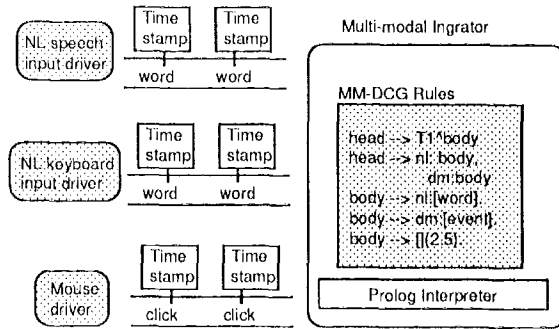 NL speech
input driver
Time
stamp
Time
stamp
word
word
NL keyboard
input driver
Time
stamp
Time
stamp
word
word
Mouse
driver
Time
stamp
Time
stamp
click
click
Multi-modal Ingrator
MM-DCG Rules
head --> T1^body
head --> nl: body,
dm:body
body --> nl:[word].
body --> dm:[event].
body --> [](2.5).
Prolog Interpreter